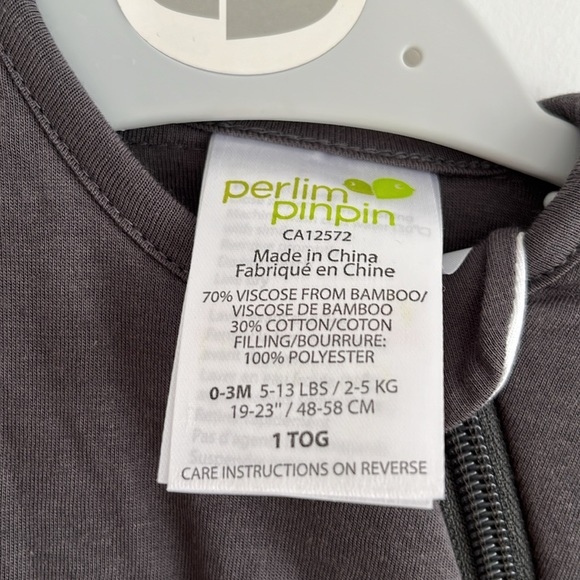 perlim
pinpin
CA12572
Made in China
Fabriqué en Chine
70% VISCOSE FROM BAMBOO/
VISCOSE DE BAMBOO
30% COTTON/COTON
FILLING/BOURRURE:
100% POLYESTER
0-3M 5-13 LBS / 2-5 KG
19-23" / 48-58 CM
1 TOG
CARE INSTRUCTIONS ON REVERSE